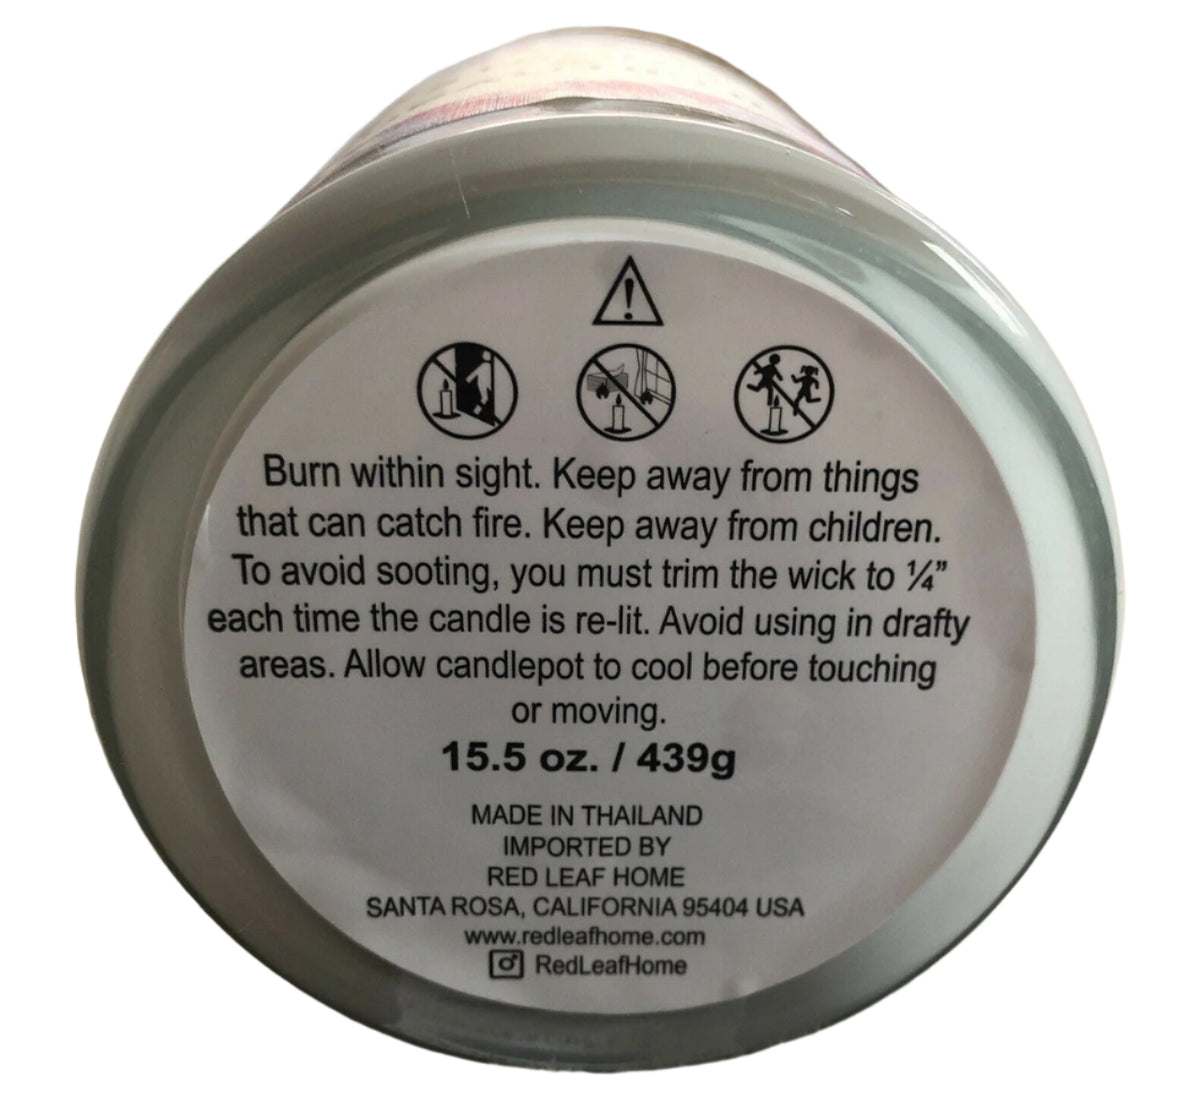 Burn within sight. Keep away from things
that can catch fire. Keep away from children.
To avoid sooting, you must trim the wick to ¼”
each time the candle is re-lit. Avoid using in drafty
areas. Allow candlepot to cool before touching
or moving.
15.5 oz. / 439g
MADE IN THAILAND
IMPORTED BY
RED LEAF HOME
SANTA ROSA, CALIFORNIA 95404 USA
www.redleafhome.com
RedLeafHome